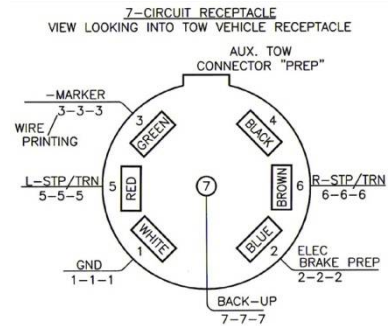 7-CIRCUIT RECEPTACLE
VIEW LOOKING INTO TOW VEHICLE RECEPTACLE
AUX. TOW
CONNECTOR "PREP"
-MARKER
3-3-3
WIRE
PRINTING
3
GREEN
4
BLACK
L-STP/TRN
5-5-5
5
RED
7
BROWN
6
R-STP/TRN
6-6-6
WHITE
1
BLUE
2
GND
1-1-1
ELEC
BRAKE PREP
2-2-2
BACK-UP
7-7-7